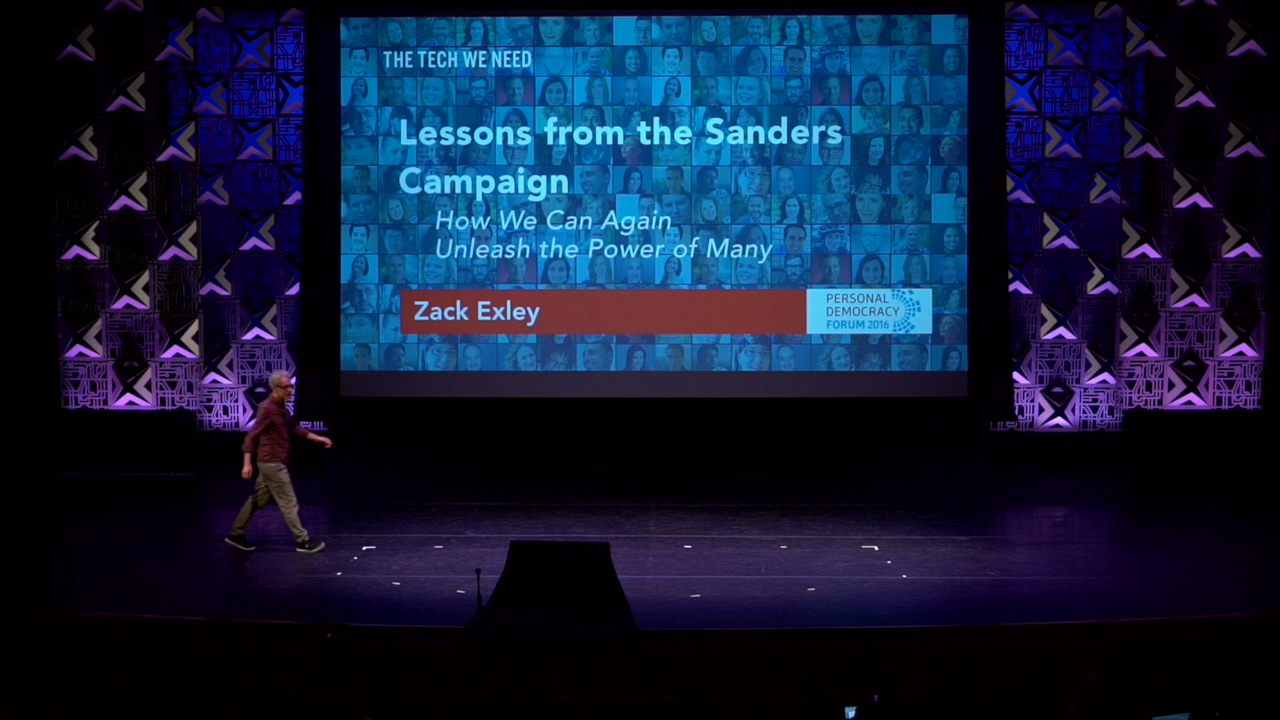 THE TECH WE NEED
Lessons from the Sanders
Campaign
How We Can Again
Unleash the Power of Many
Zack Exley
PERSONAL
DEMOCRACY
FORUM 2016